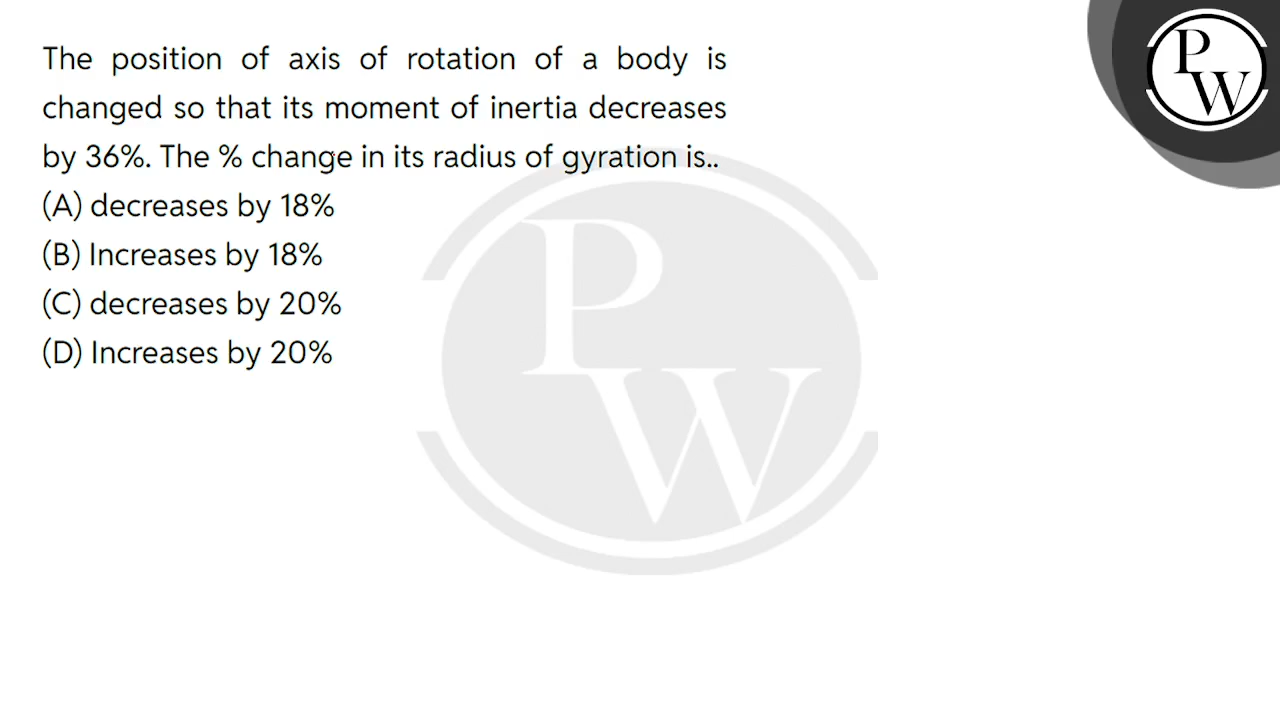 PW
The position of axis of rotation of a body is
changed so that its moment of inertia decreases
by 36%. The % change in its radius of gyration is..
(A) decreases by 18%
(B) Increases by 18%
(C) decreases by 20%
(D) Increases by 20%
PW